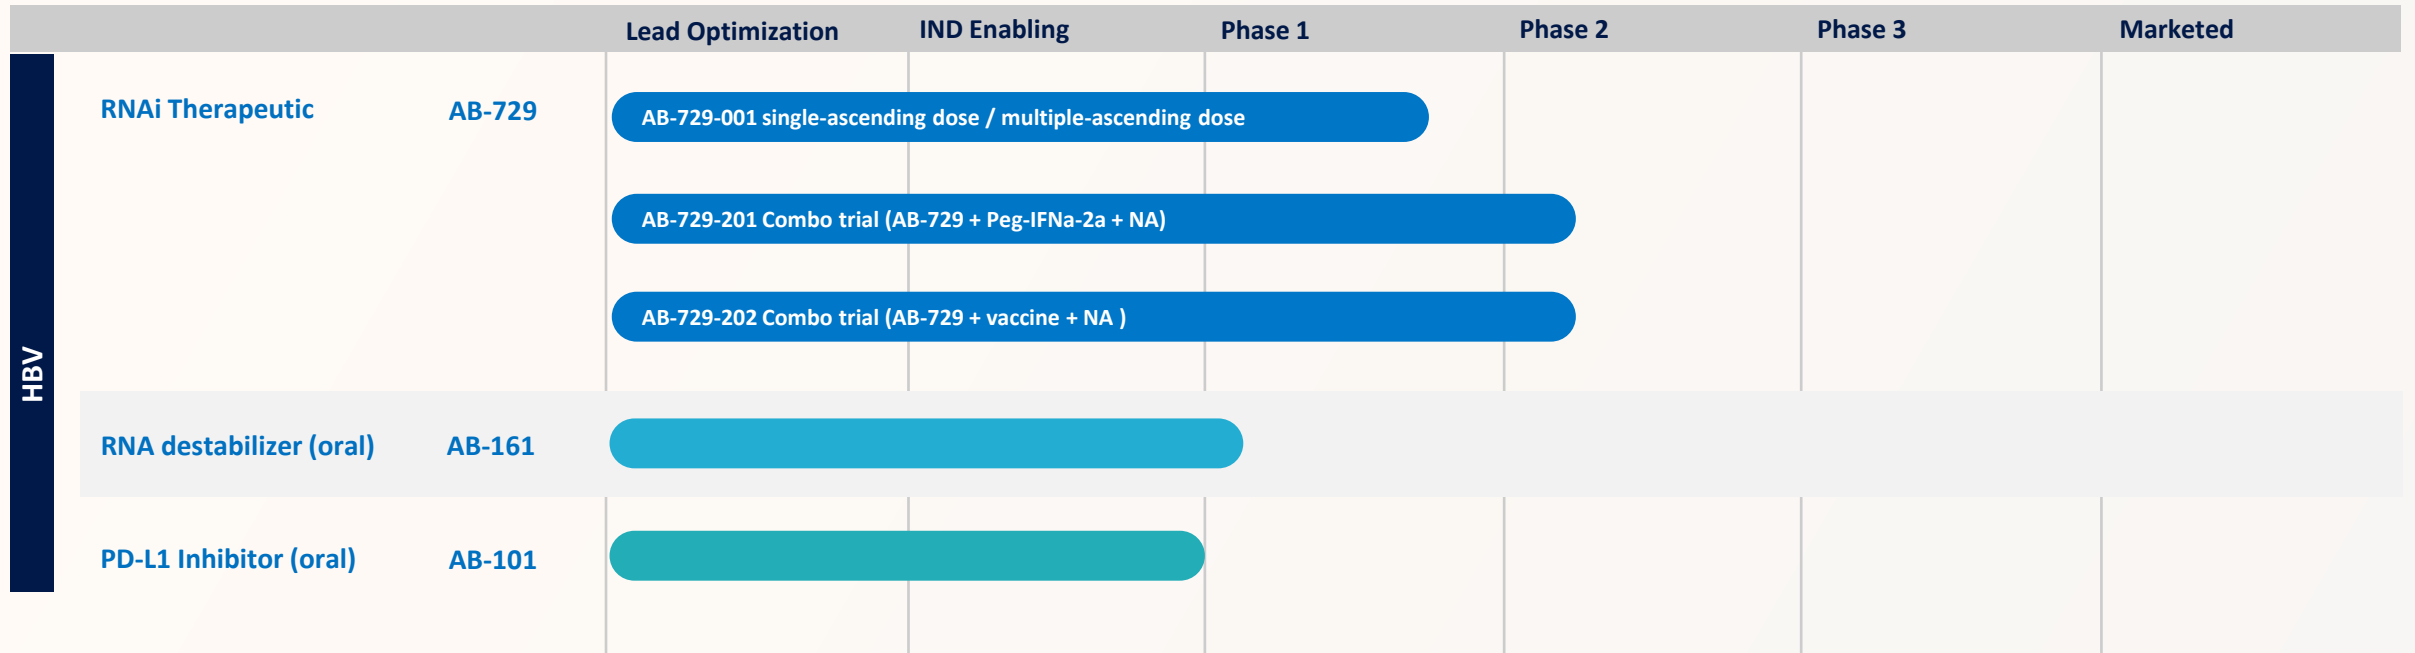 Lead Optimization IND Enabling Phase 1 Phase 2 Phase 3 Marketed
HBV
RNAi Therapeutic AB-729 AB-729-001 single-ascending dose / multiple-ascending dose
AB-729-201 Combo trial (AB-729 + Peg-IFNa-2a + NA)
AB-729-202 Combo trial (AB-729 + vaccine + NA )
RNA destabilizer (oral) AB-161
PD-L1 Inhibitor (oral) AB-101